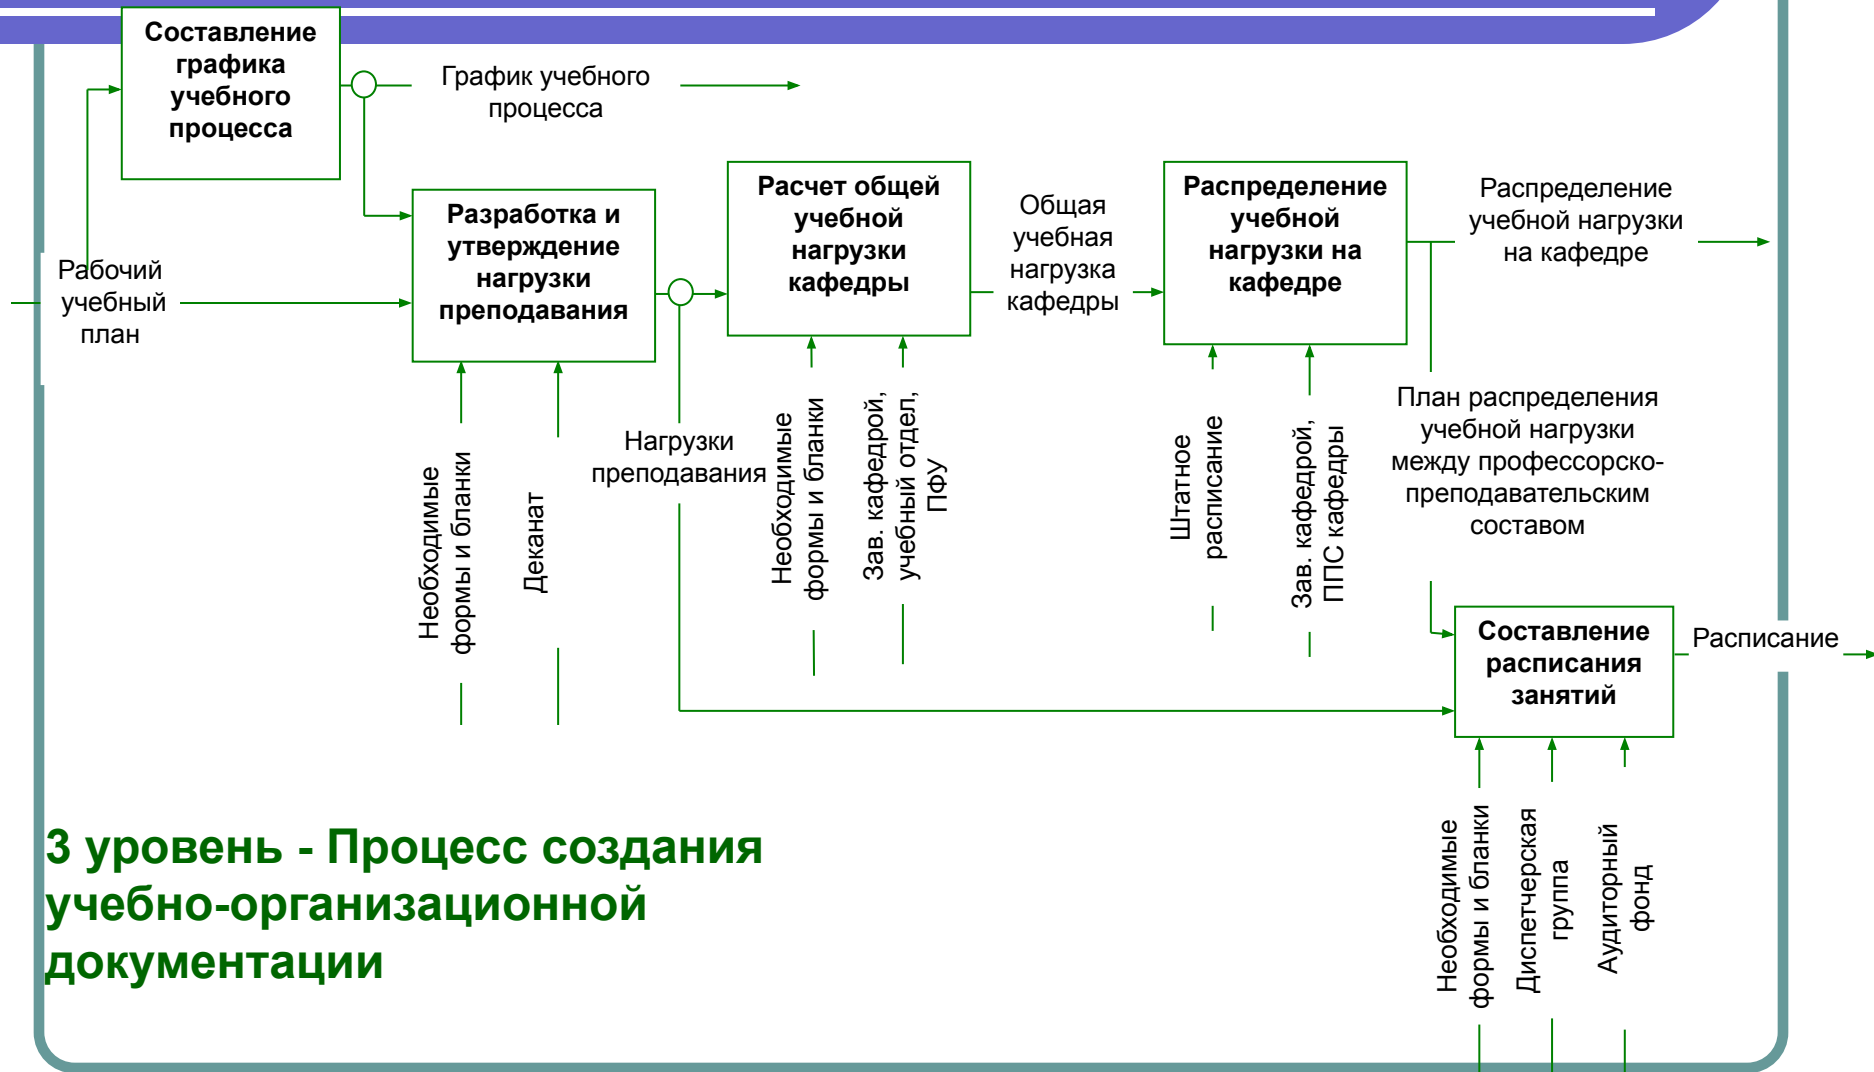 Составление
графика
учебного
процесса
График учебного
процесса
Рабочий
учебный
план
Разработка и
утверждение
нагрузки
преподавания
Расчет общей
учебной
нагрузки
кафедры
Общая
учебная
нагрузка
кафедры
Распределение
учебной
нагрузки на
кафедре
Распределение
учебной нагрузки
на кафедре
Необходимые
формы и бланки
Деканат
Нагрузки
преподавания
Необходимые
формы и бланки
Зав. кафедрой,
учебный отдел,
ПФУ
Штатное
расписание
Зав. кафедрой,
ППС кафедры
План распределения
учебной нагрузки
между профессорско-
преподавательским
составом
Составление
расписания
занятий
Расписание
Необходимые
формы и бланки
Диспетчерская
группа
Аудиторный
фонд
3 уровень - Процесс создания
учебно-организационной
документации